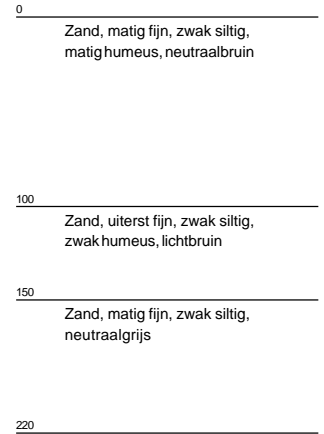 0
Zand, matig fijn, zwak siltig,
matig humeus, neutraalbruin
100
Zand, uiterst fijn, zwak siltig,
zwak humeus, lichtbruin
150
Zand, matig fijn, zwak siltig,
neutraalgrijs
220